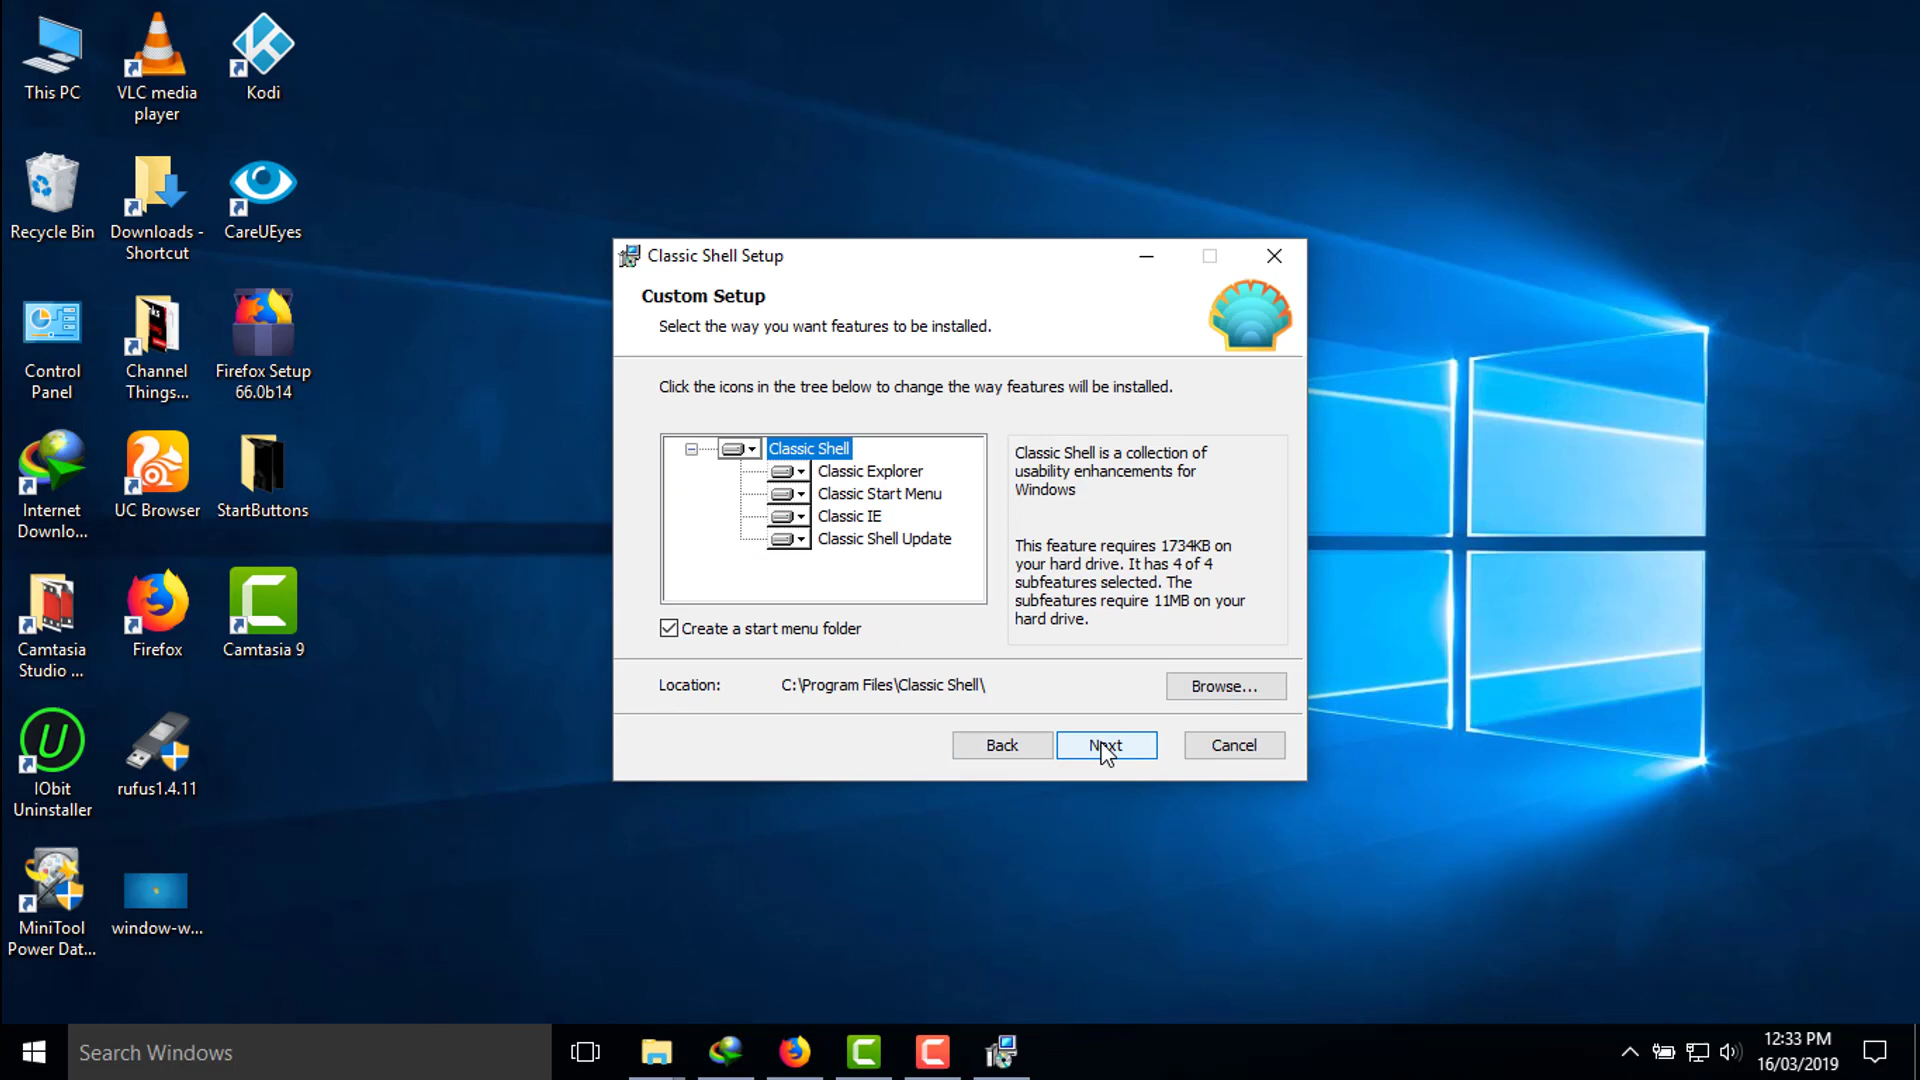 This PC
VLC media
player
Kodi
Recycle Bin
Downloads -
Shortcut
CareUEyes
Control
Panel
Channel
Things...
Firefox Setup
66.0b14
Internet
Downlo...
UC Browser
StartButtons
Camtasia
Studio ...
Firefox
Camtasia 9
IObit
Uninstaller
rufus1.4.11
MiniTool
Power Dat...
window-w...
Classic Shell Setup
Custom Setup
Select the way you want features to be installed.
Click the icons in the tree below to change the way features will be installed.
Classic Shell
Classic Explorer
Classic Start Menu
Classic IE
Classic Shell Update
Classic Shell is a collection of
usability enhancements for
Windows
This feature requires 1734KB on
your hard drive. It has 4 of 4
subfeatures selected. The
subfeatures require 11MB on your
hard drive.
Create a start menu folder
Location:
C:\Program Files\Classic Shell\
Browse...
Back
Next
Cancel
Search Windows
12:33 PM
16/03/2019